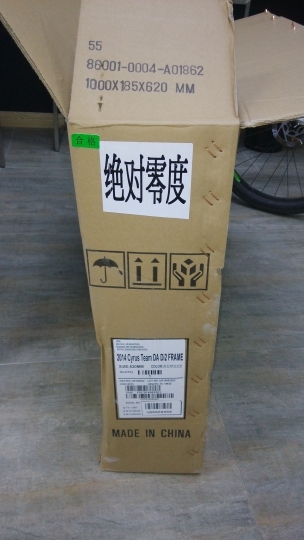 55
86001-0004-A01862
1000X185X620 MM
合格
绝对零度
2014 Cyrus Team DA Di2 FRAME
MADE IN CHINA